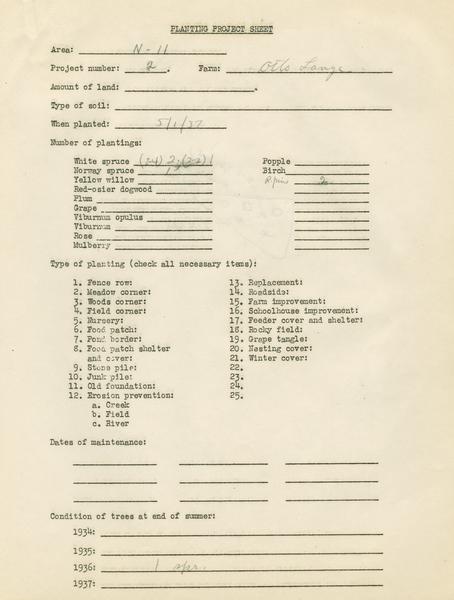 PLANTING PROJECT SHEET
Area: N-11
Project number: 2. Farm: Otto Lange
Amount of land: .
Type of soil:
When planted: 5/1/37
Number of plantings:
White spruce (24) 2; (22) 1 Popple
Norway spruce Birch
Yellow willow R. pine 2
Red-osier dogwood
Plum
Grape
Viburnum opulus
Viburnum
Rose
Mulberry
Type of planting (check all necessary items):
1. Fence row: 13. Replacement:
2. Meadow corner: 14. Roadside:
3. Woods corner: 15. Farm improvement:
4. Field corner: 16. Schoolhouse improvement:
5. Nursery: 17. Feeder cover and shelter:
6. Food patch: 18. Rocky field:
7. Pond border: 19. Grape tangle:
8. Food patch shelter 20. Nesting cover:
and cover: 21. Winter cover:
9. Stone pile: 22.
10. Junk pile: 23.
11. Old foundation: 24.
12. Erosion prevention: 25.
a. Creek
b. Field
c. River
Dates of maintenance:
Condition of trees at end of summer:
1934:
1935:
1936: 1 spr.
1937: